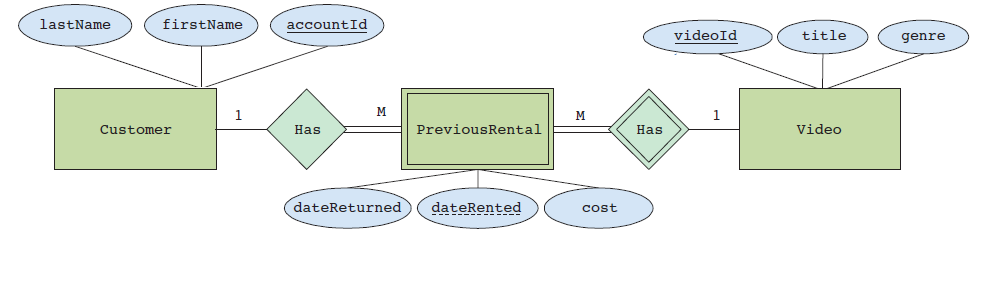 lastName
firstName
accountId
videoId
title
genre
Customer
1
Has
M
PreviousRental
M
Has
1
Video
dateReturned
dateRented
cost